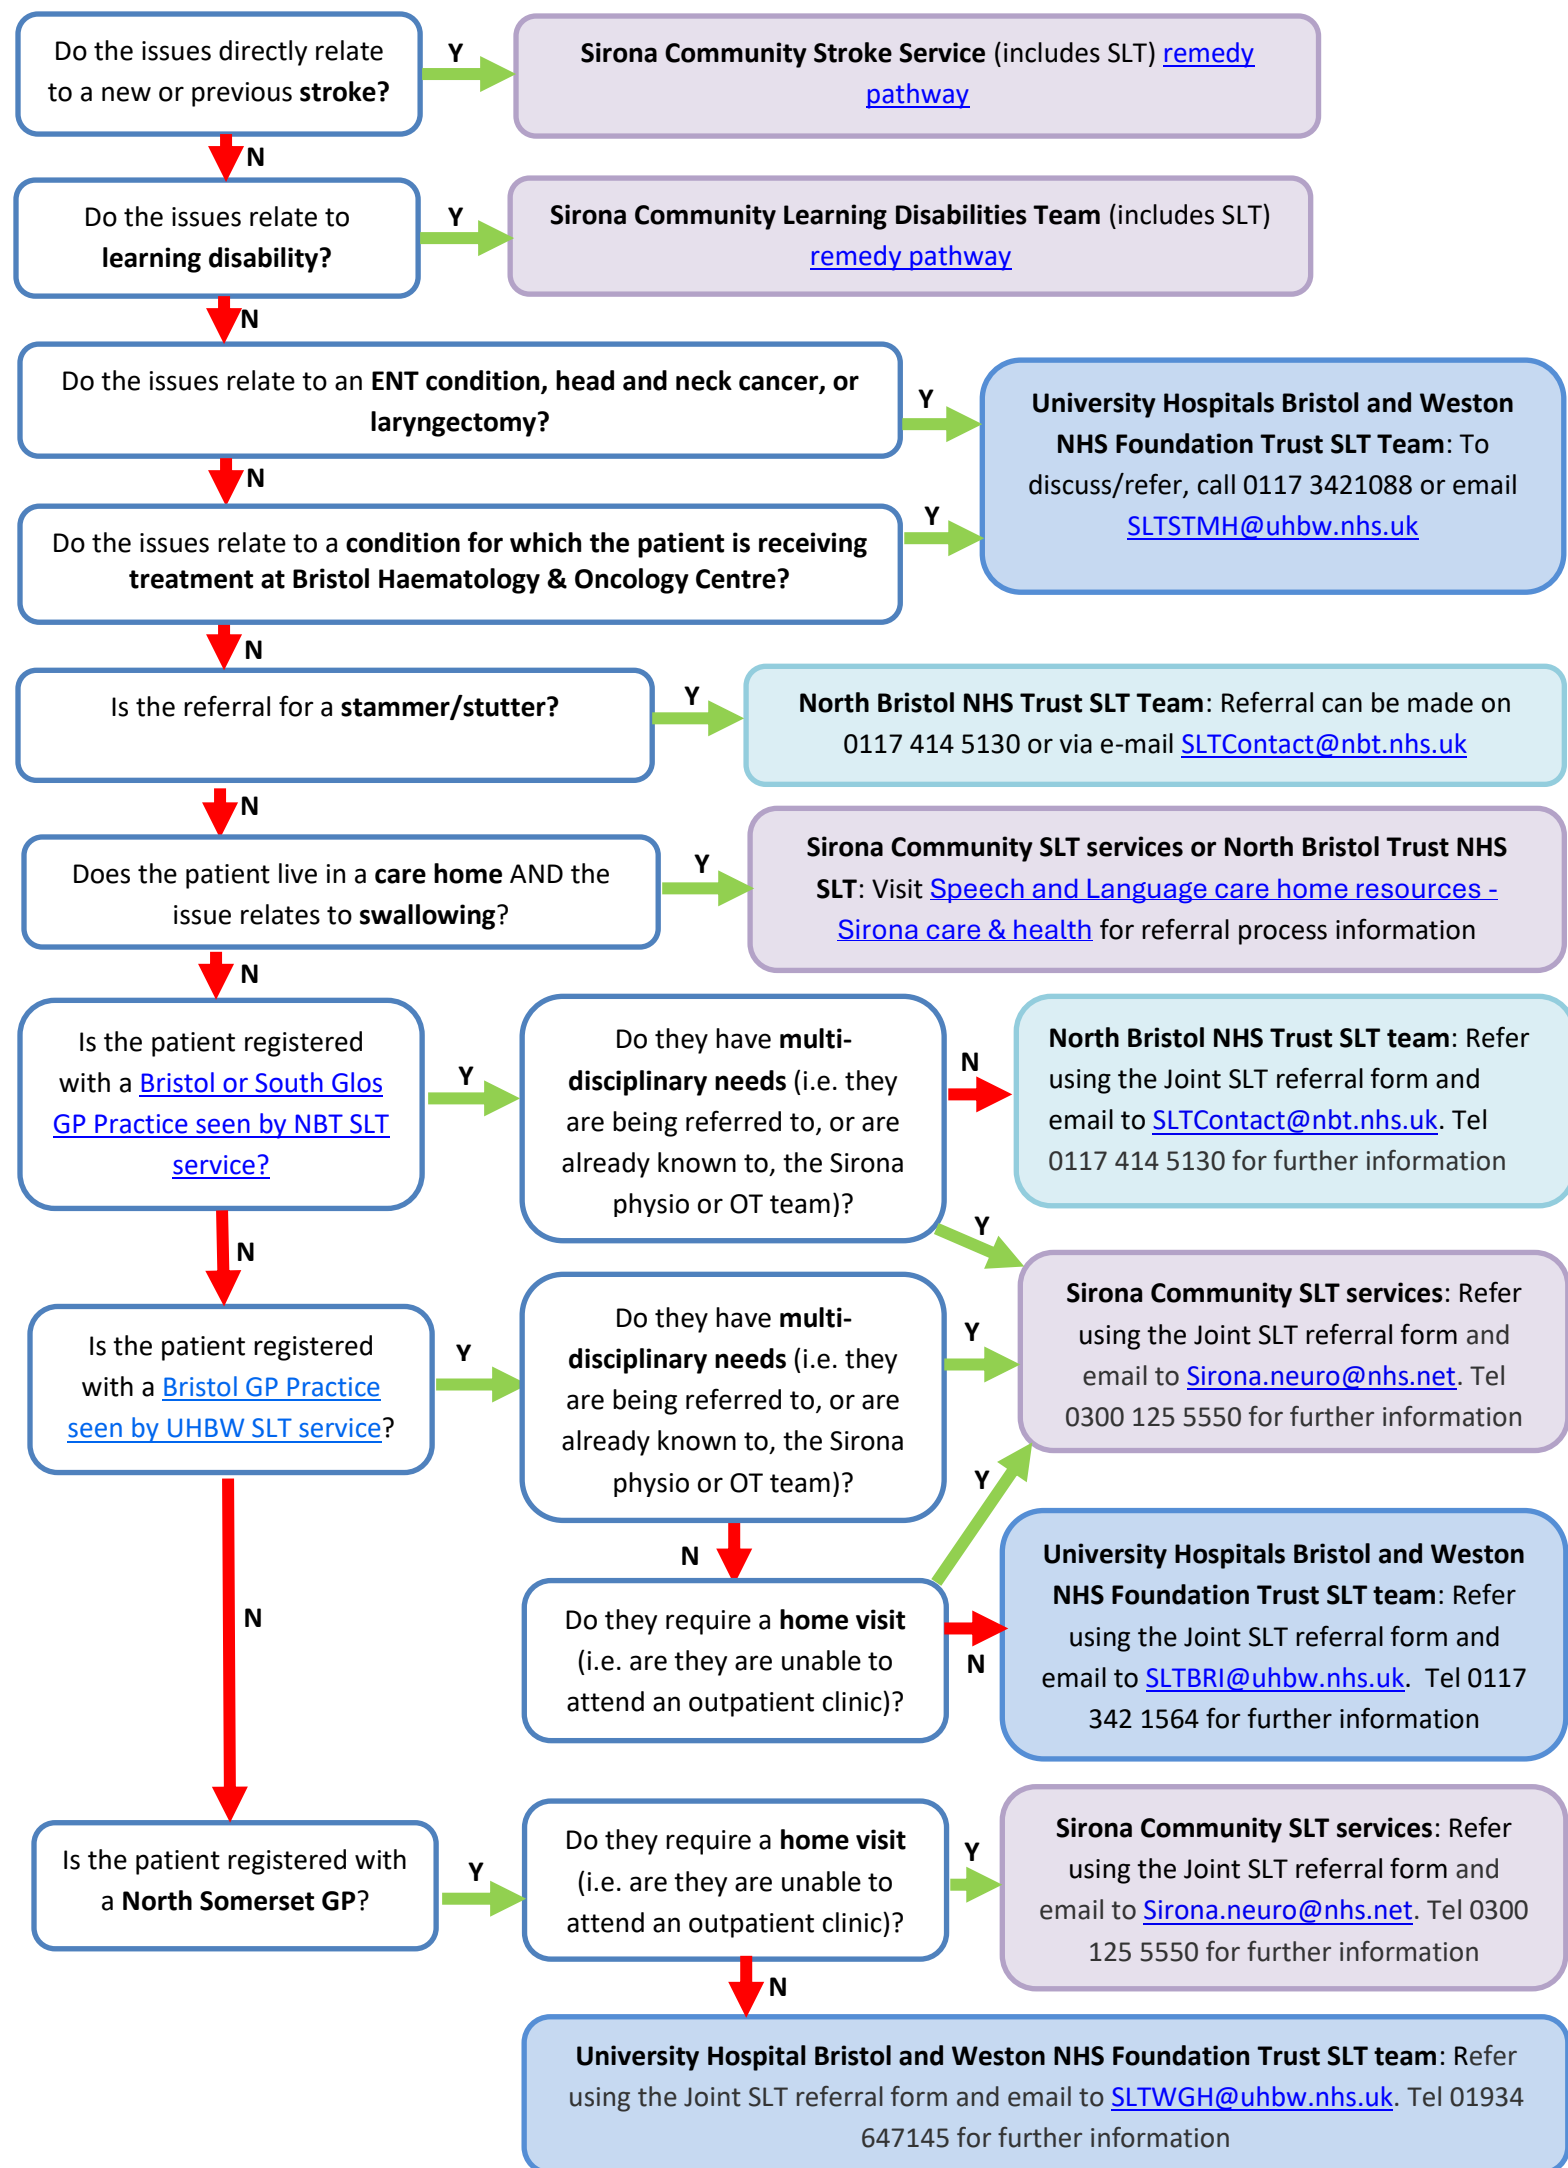 Do the issues directly relate
to a new or previous stroke?
Y
Sirona Community Stroke Service (includes SLT) remedy
pathway
N
Do the issues relate to
learning disability?
Y
Sirona Community Learning Disabilities Team (includes SLT)
remedy pathway
N
Do the issues relate to an ENT condition, head and neck cancer, or
laryngectomy?
Y
N
Do the issues relate to a condition for which the patient is receiving
treatment at Bristol Haematology & Oncology Centre?
Y
University Hospitals Bristol and Weston
NHS Foundation Trust SLT Team: To
discuss/refer, call 0117 3421088 or email
SLTSTMH@uhbw.nhs.uk
N
Is the referral for a stammer/stutter?
Y
North Bristol NHS Trust SLT Team: Referral can be made on
0117 414 5130 or via e-mail SLTContact@nbt.nhs.uk
N
Does the patient live in a care home AND the
issue relates to swallowing?
Y
Sirona Community SLT services or North Bristol Trust NHS
SLT: Visit Speech and Language care home resources -
Sirona care & health for referral process information
N
Is the patient registered
with a Bristol or South Glos
GP Practice seen by NBT SLT
service?
Y
Do they have multi-
disciplinary needs (i.e. they
are being referred to, or are
already known to, the Sirona
physio or OT team)?
N
North Bristol NHS Trust SLT team: Refer
using the Joint SLT referral form and
email to SLTContact@nbt.nhs.uk. Tel
0117 414 5130 for further information
Y
N
Is the patient registered
with a Bristol GP Practice
seen by UHBW SLT service?
Y
Do they have multi-
disciplinary needs (i.e. they
are being referred to, or are
already known to, the Sirona
physio or OT team)?
Y
Sirona Community SLT services: Refer
using the Joint SLT referral form and
email to Sirona.neuro@nhs.net. Tel
0300 125 5550 for further information
N
Do they require a home visit
(i.e. are they are unable to
attend an outpatient clinic)?
Y
N
University Hospitals Bristol and Weston
NHS Foundation Trust SLT team: Refer
using the Joint SLT referral form and
email to SLTBRI@uhbw.nhs.uk.  Tel 0117
342 1564 for further information
N
Is the patient registered with
a North Somerset GP?
Y
Do they require a home visit
(i.e. are they are unable to
attend an outpatient clinic)?
Y
Sirona Community SLT services: Refer
using the Joint SLT referral form and
email to Sirona.neuro@nhs.net. Tel 0300
125 5550 for further information
N
University Hospital Bristol and Weston NHS Foundation Trust SLT team: Refer
using the Joint SLT referral form and email to SLTWGH@uhbw.nhs.uk. Tel 01934
647145 for further information